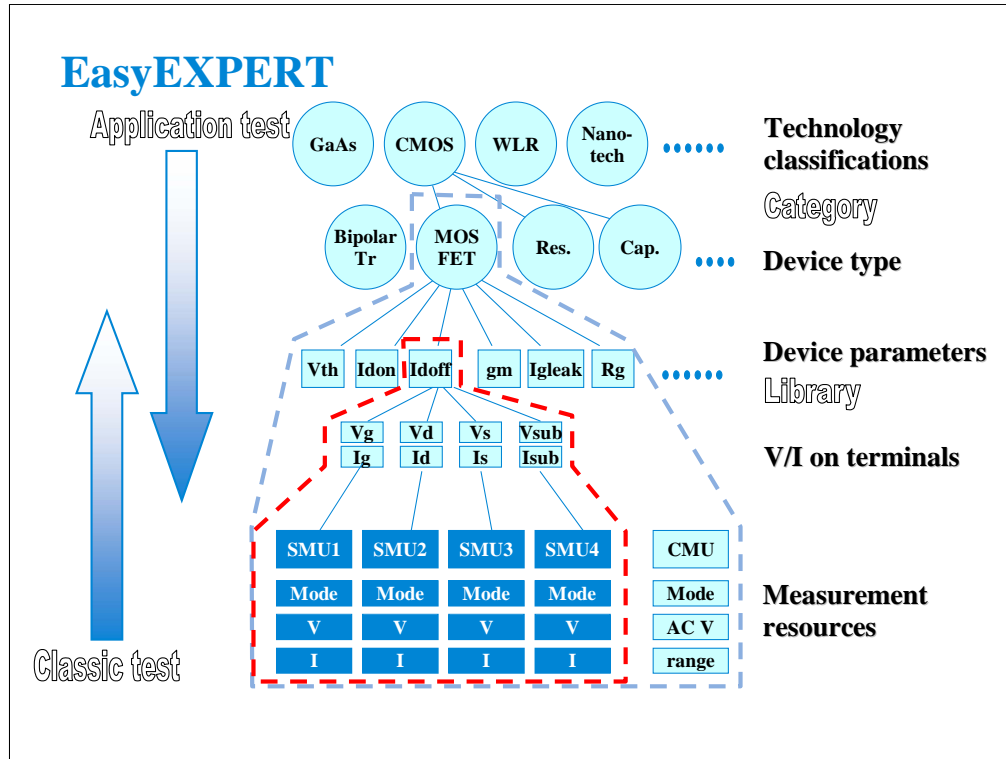 EasyEXPERT
Application test
GaAs CMOS WLR Nano-
tech
Technology
classifications
Category
Bipolar
Tr
MOS
FET
Res. Cap.
Device type
Vth Idon Idoff gm Igleak Rg
Device parameters
Library
Vg Vd Vs Vsub
Ig Id Is Isub
V/I on terminals
SMU1 SMU2 SMU3 SMU4 CMU
Mode Mode Mode Mode Mode
V V V V AC V
I I I I range
Measurement
resources
Classic test